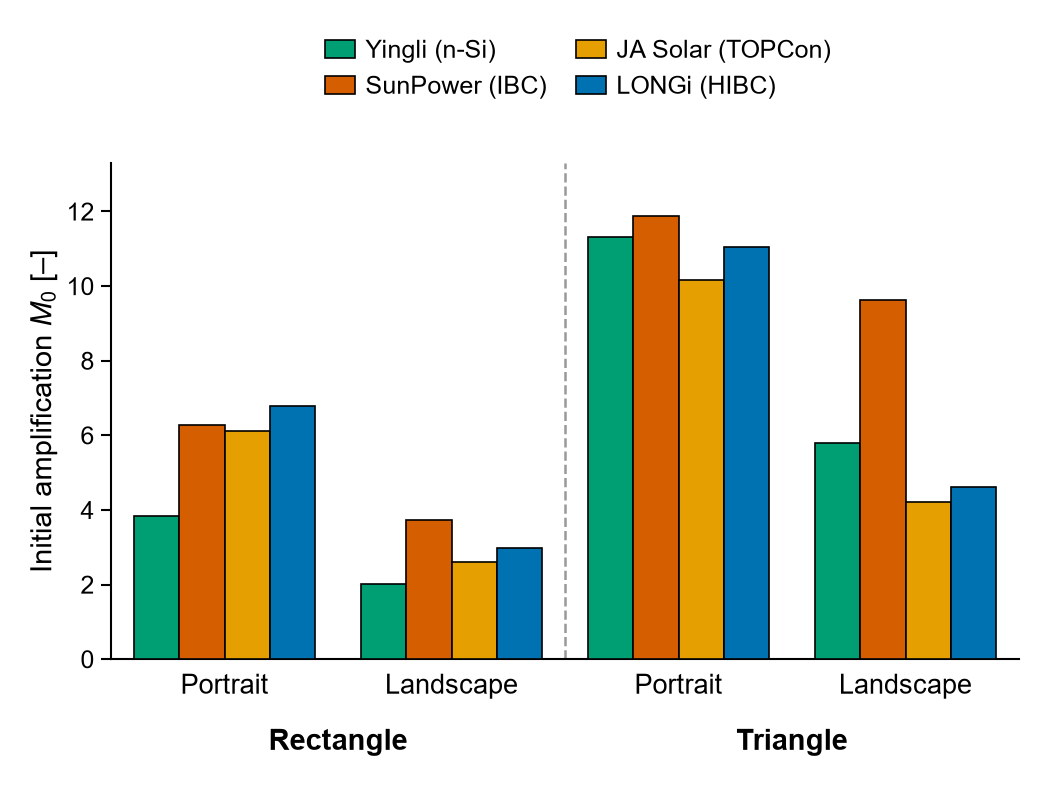 Yingli (n-Si)
JA Solar (TOPCon)
SunPower (IBC)
LONGi (HIBC)
Initial amplification M₀ [–]
12
10
8
6
4
2
0
Portrait
Landscape
Portrait
Landscape
Rectangle
Triangle